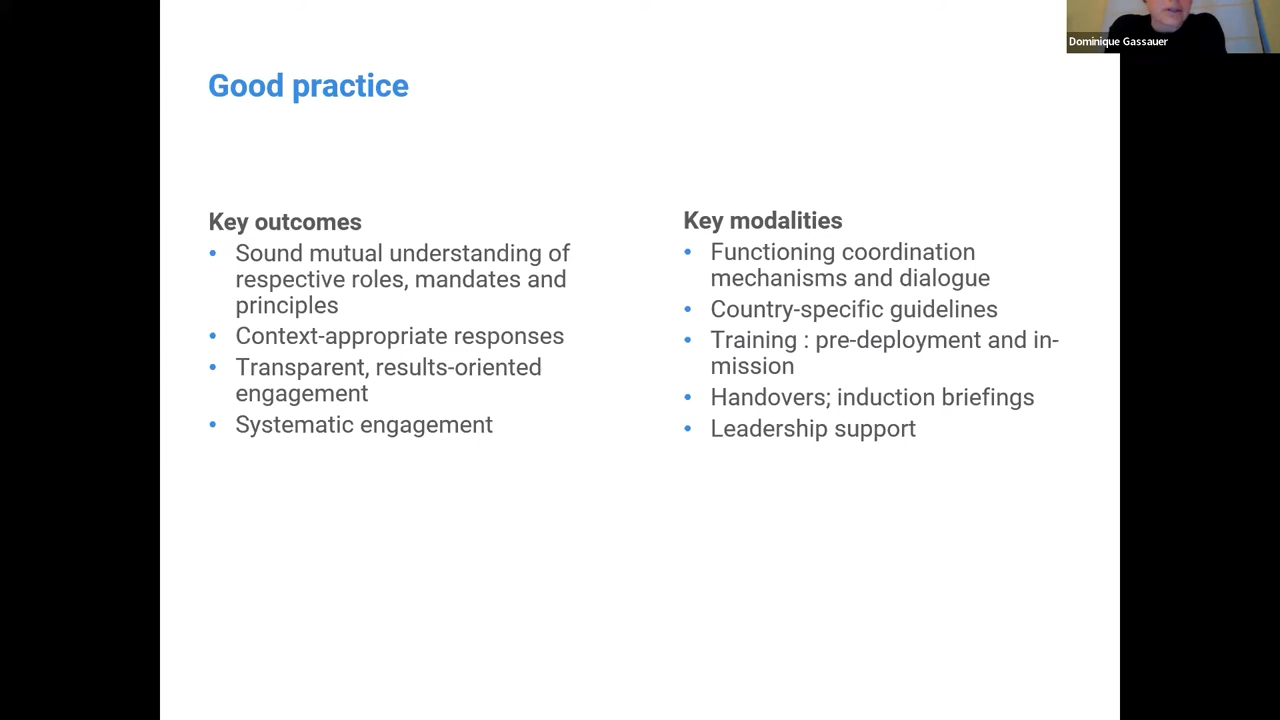 Dominique Gassauer
Good practice
Key outcomes
• Sound mutual understanding of
respective roles, mandates and
principles
• Context-appropriate responses
• Transparent, results-oriented
engagement
• Systematic engagement
Key modalities
• Functioning coordination
mechanisms and dialogue
• Country-specific guidelines
• Training : pre-deployment and in-
mission
• Handovers; induction briefings
• Leadership support